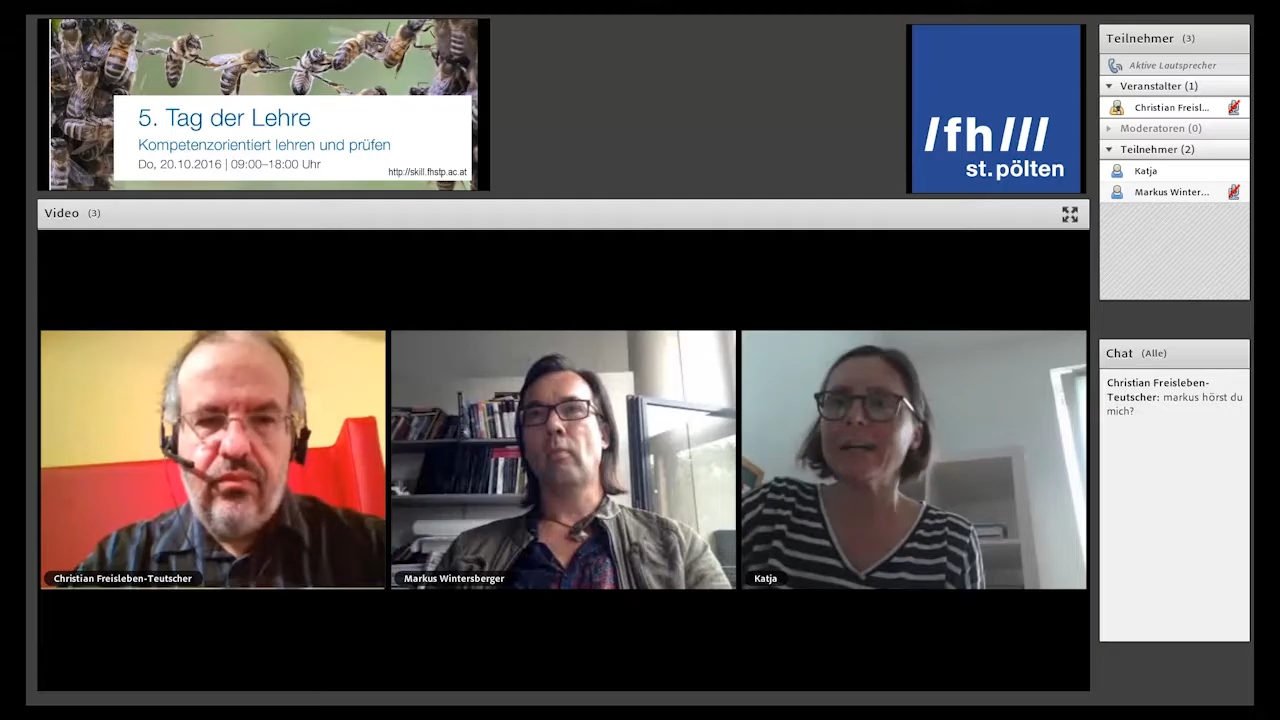 5. Tag der Lehre
Kompetenzorientiert lehren und prüfen
Do, 20.10.2016 | 09:00–18:00 Uhr
http://skill.fhstp.ac.at
/fh///
st.pölten
Teilnehmer (3)
Aktive Lautsprecher
Veranstalter (1)
Christian Freisl...
Moderatoren (0)
Teilnehmer (2)
Katja
Markus Winter...
Video (3)
Christian Freisleben-Teutscher
Markus Wintersberger
Katja
Chat (Alle)
Christian Freisleben-
Teutscher: markus hörst du
mich?